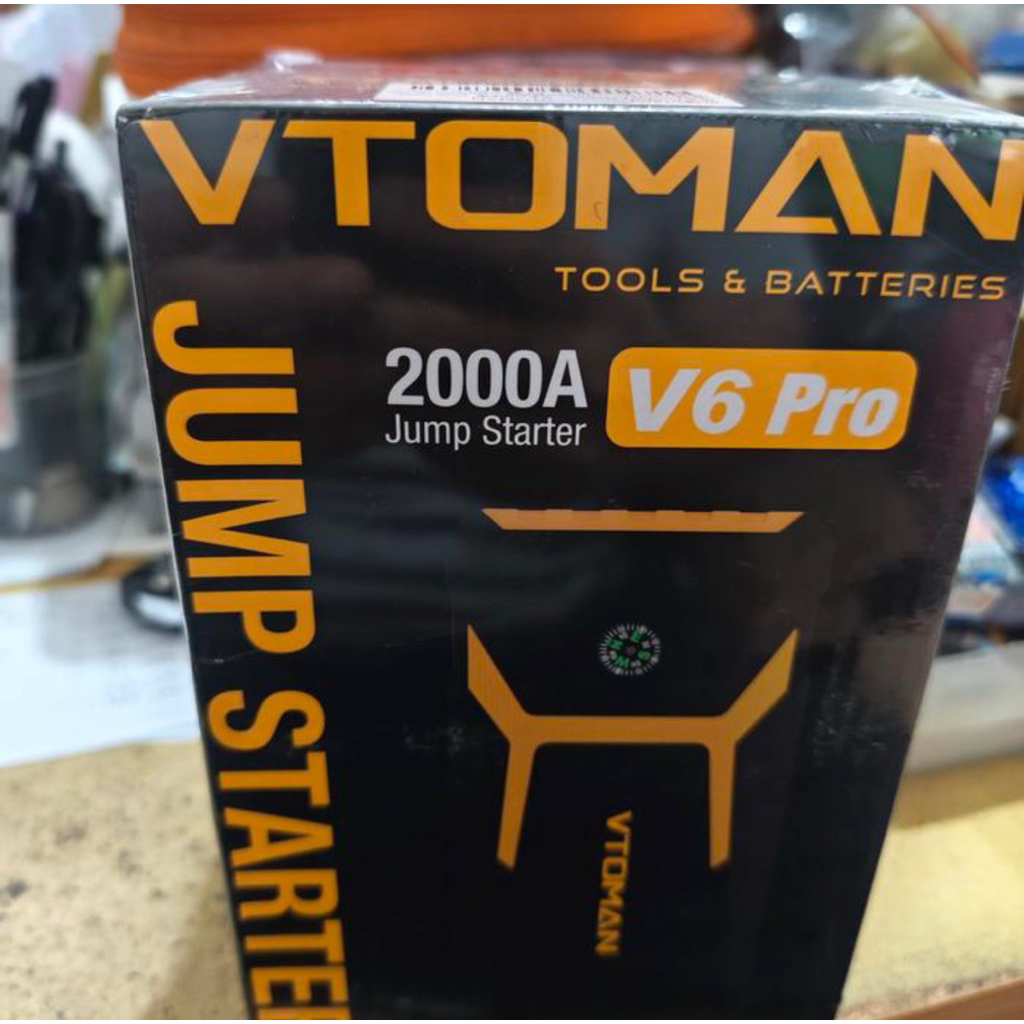 VTOMAN
TOOLS & BATTERIES
JUMP STARTE
2000A
Jump Starter
V6 Pro
N E S W
VTOMAN